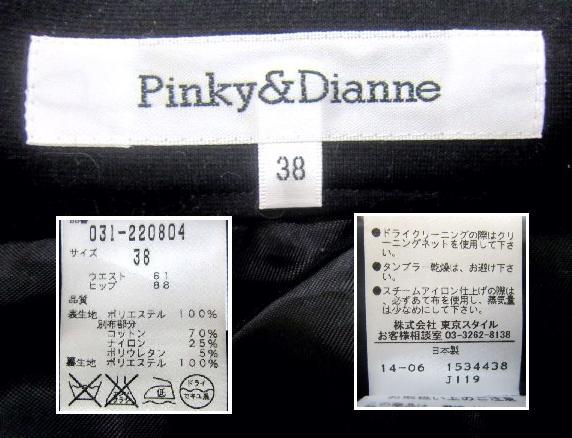 Pinky&Dianne
38
031-220804
サイズ 38
ウエスト 61
ヒップ 88
品質
表生地 ポリエステル 100%
別布部分
コットン 70%
ナイロン 25%
ポリウレタン 5%
裏生地 ポリエステル 100%
ドライ
セキユ系
●ドライクリーニングの際はクリ
ーニングネットを使用して下さ
い。
●タンブラー乾燥は、お避け下さ
い。
●スチームアイロン仕上げの際は
、必ずあて布を使用し、蒸気量
は少なめにして下さい。
株式会社 東京スタイル
お客様相談室 03-3262-8138
日本製
14-06 1534438
J119